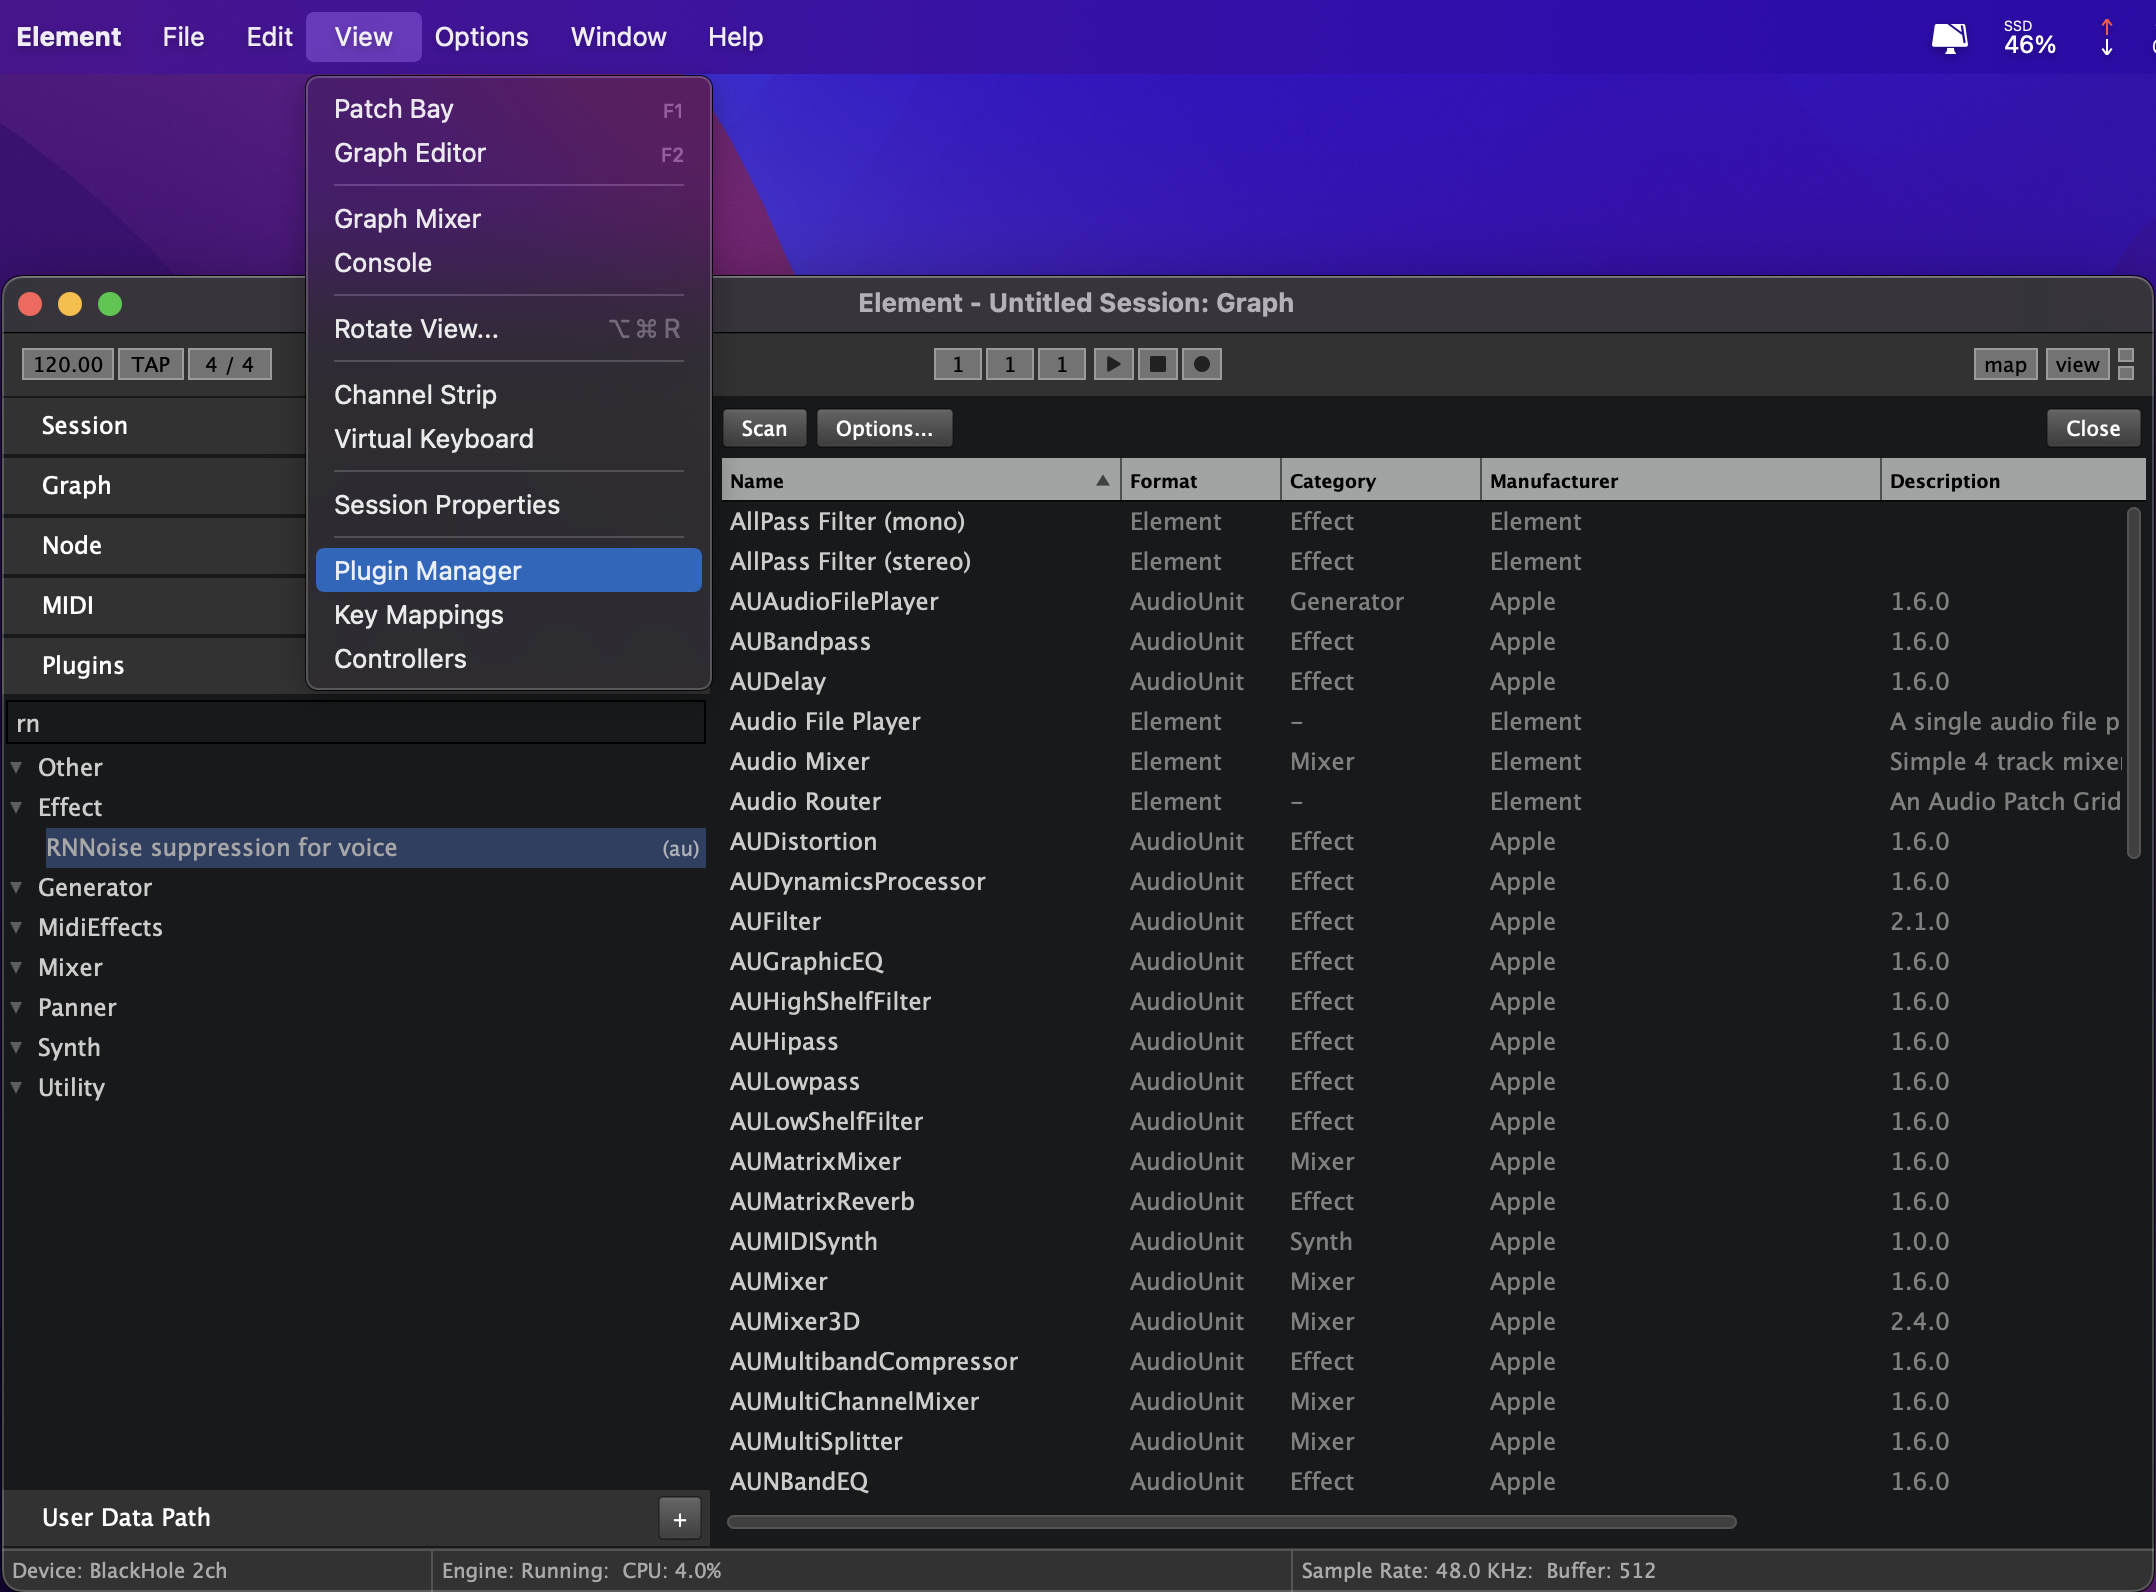 Element File Edit View Options Window Help SSD
46%
Patch Bay F1
Graph Editor F2
Graph Mixer
Console
Rotate View... ⌥⌘R
Channel Strip
Virtual Keyboard
Session Properties
Plugin Manager
Key Mappings
Controllers
Element - Untitled Session: Graph
120.00 TAP 4 / 4 1 1 1 map view
Session
Graph
Node
MIDI
Plugins
rn
Other
Effect
RNNoise suppression for voice (au)
Generator
MidiEffects
Mixer
Panner
Synth
Utility
User Data Path +
Scan Options... Close
Name Format Category Manufacturer Description
AllPass Filter (mono) Element Effect Element
AllPass Filter (stereo) Element Effect Element
AUAudioFilePlayer AudioUnit Generator Apple 1.6.0
AUBandpass AudioUnit Effect Apple 1.6.0
AUDelay AudioUnit Effect Apple 1.6.0
Audio File Player Element – Element A single audio file p
Audio Mixer Element Mixer Element Simple 4 track mixer
Audio Router Element – Element An Audio Patch Grid
AUDistortion AudioUnit Effect Apple 1.6.0
AUDynamicsProcessor AudioUnit Effect Apple 1.6.0
AUFilter AudioUnit Effect Apple 2.1.0
AUGraphicEQ AudioUnit Effect Apple 1.6.0
AUHighShelfFilter AudioUnit Effect Apple 1.6.0
AUHipass AudioUnit Effect Apple 1.6.0
AULowpass AudioUnit Effect Apple 1.6.0
AULowShelfFilter AudioUnit Effect Apple 1.6.0
AUMatrixMixer AudioUnit Mixer Apple 1.6.0
AUMatrixReverb AudioUnit Effect Apple 1.6.0
AUMIDISynth AudioUnit Synth Apple 1.0.0
AUMixer AudioUnit Mixer Apple 1.6.0
AUMixer3D AudioUnit Mixer Apple 2.4.0
AUMultibandCompressor AudioUnit Effect Apple 1.6.0
AUMultiChannelMixer AudioUnit Mixer Apple 1.6.0
AUMultiSplitter AudioUnit Mixer Apple 1.6.0
AUNBandEQ AudioUnit Effect Apple 1.6.0
Device: BlackHole 2ch Engine: Running: CPU: 4.0% Sample Rate: 48.0 KHz: Buffer: 512